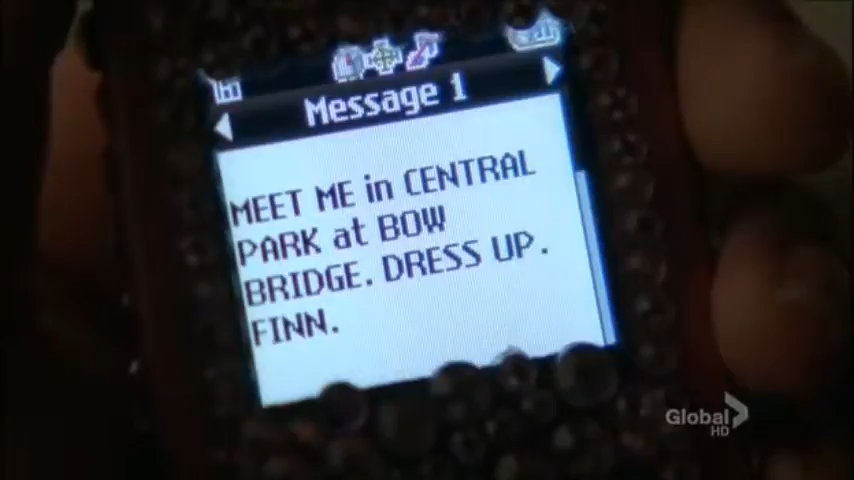 Message 1
MEET ME in CENTRAL
PARK at BOW
BRIDGE. DRESS UP.
FINN.
Global
HD